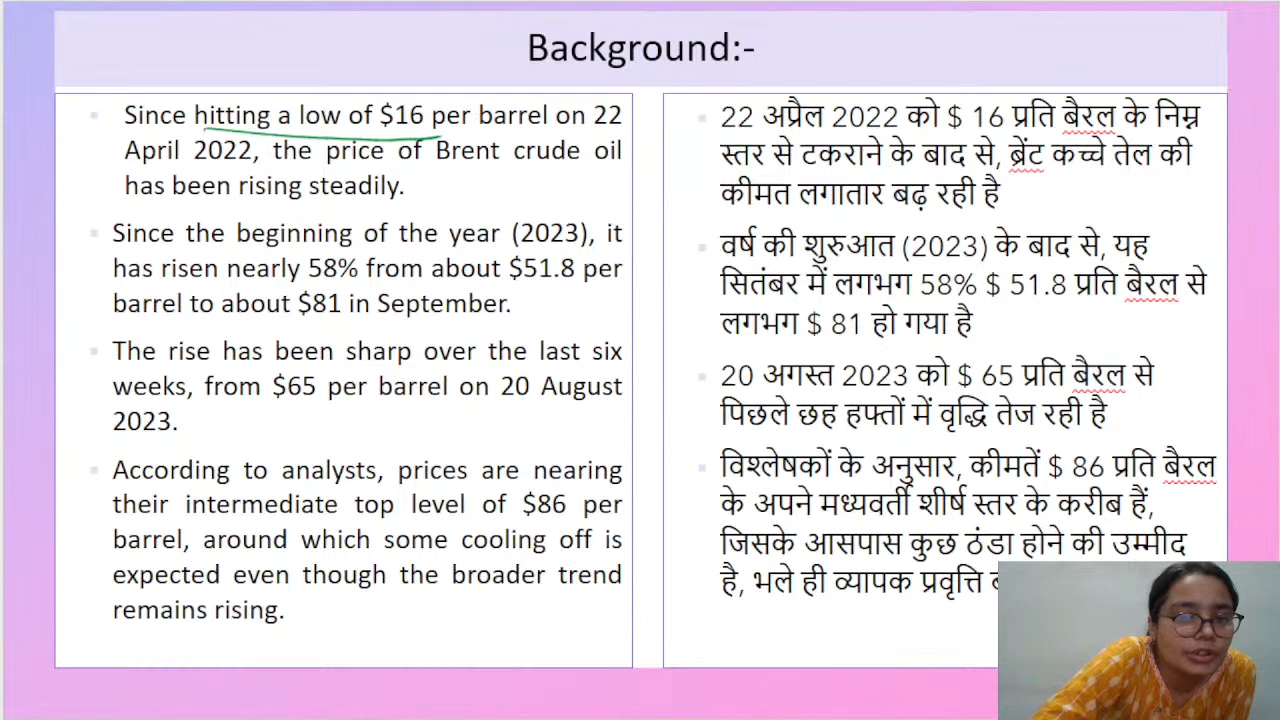 Background:-
Since hitting a low of $16 per barrel on 22
April 2022, the price of Brent crude oil
has been rising steadily.
Since the beginning of the year (2023), it
has risen nearly 58% from about $51.8 per
barrel to about $81 in September.
The rise has been sharp over the last six
weeks, from $65 per barrel on 20 August
2023.
According to analysts, prices are nearing
their intermediate top level of $86 per
barrel, around which some cooling off is
expected even though the broader trend
remains rising.
22 अप्रैल 2022 को $ 16 प्रति बैरल के निम्न
स्तर से टकराने के बाद से, ब्रेंट कच्चे तेल की
कीमत लगातार बढ़ रही है
वर्ष की शुरुआत (2023) के बाद से, यह
सितंबर में लगभग 58% $ 51.8 प्रति बैरल से
लगभग $ 81 हो गया है
20 अगस्त 2023 को $ 65 प्रति बैरल से
पिछले छह हफ्तों में वृद्धि तेज रही है
विश्लेषकों के अनुसार, कीमतें $ 86 प्रति बैरल
के अपने मध्यवर्ती शीर्ष स्तर के करीब हैं,
जिसके आसपास कुछ ठंडा होने की उम्मीद
है, भले ही व्यापक प्रवृत्ति